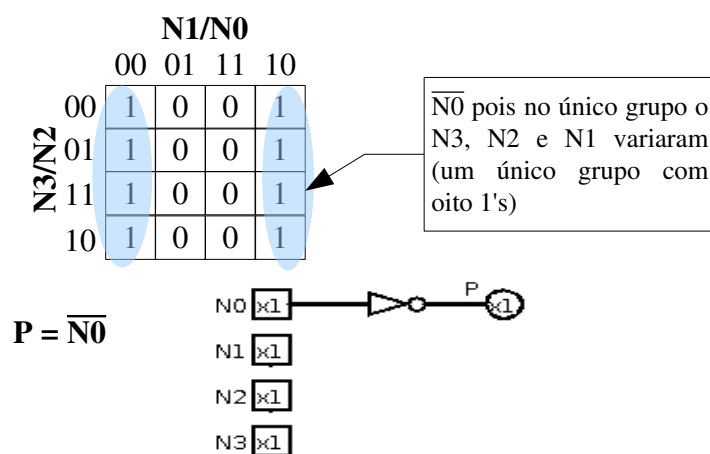 N1/N0
00 01 11 10
N3/N2
00 1 0 0 1
01 1 0 0 1
11 1 0 0 1
10 1 0 0 1
N0 pois no único grupo o
N3, N2 e N1 variaram
(um único grupo com
oito 1's)
P = N0
N0 x1 P x1
N1 x1
N2 x1
N3 x1